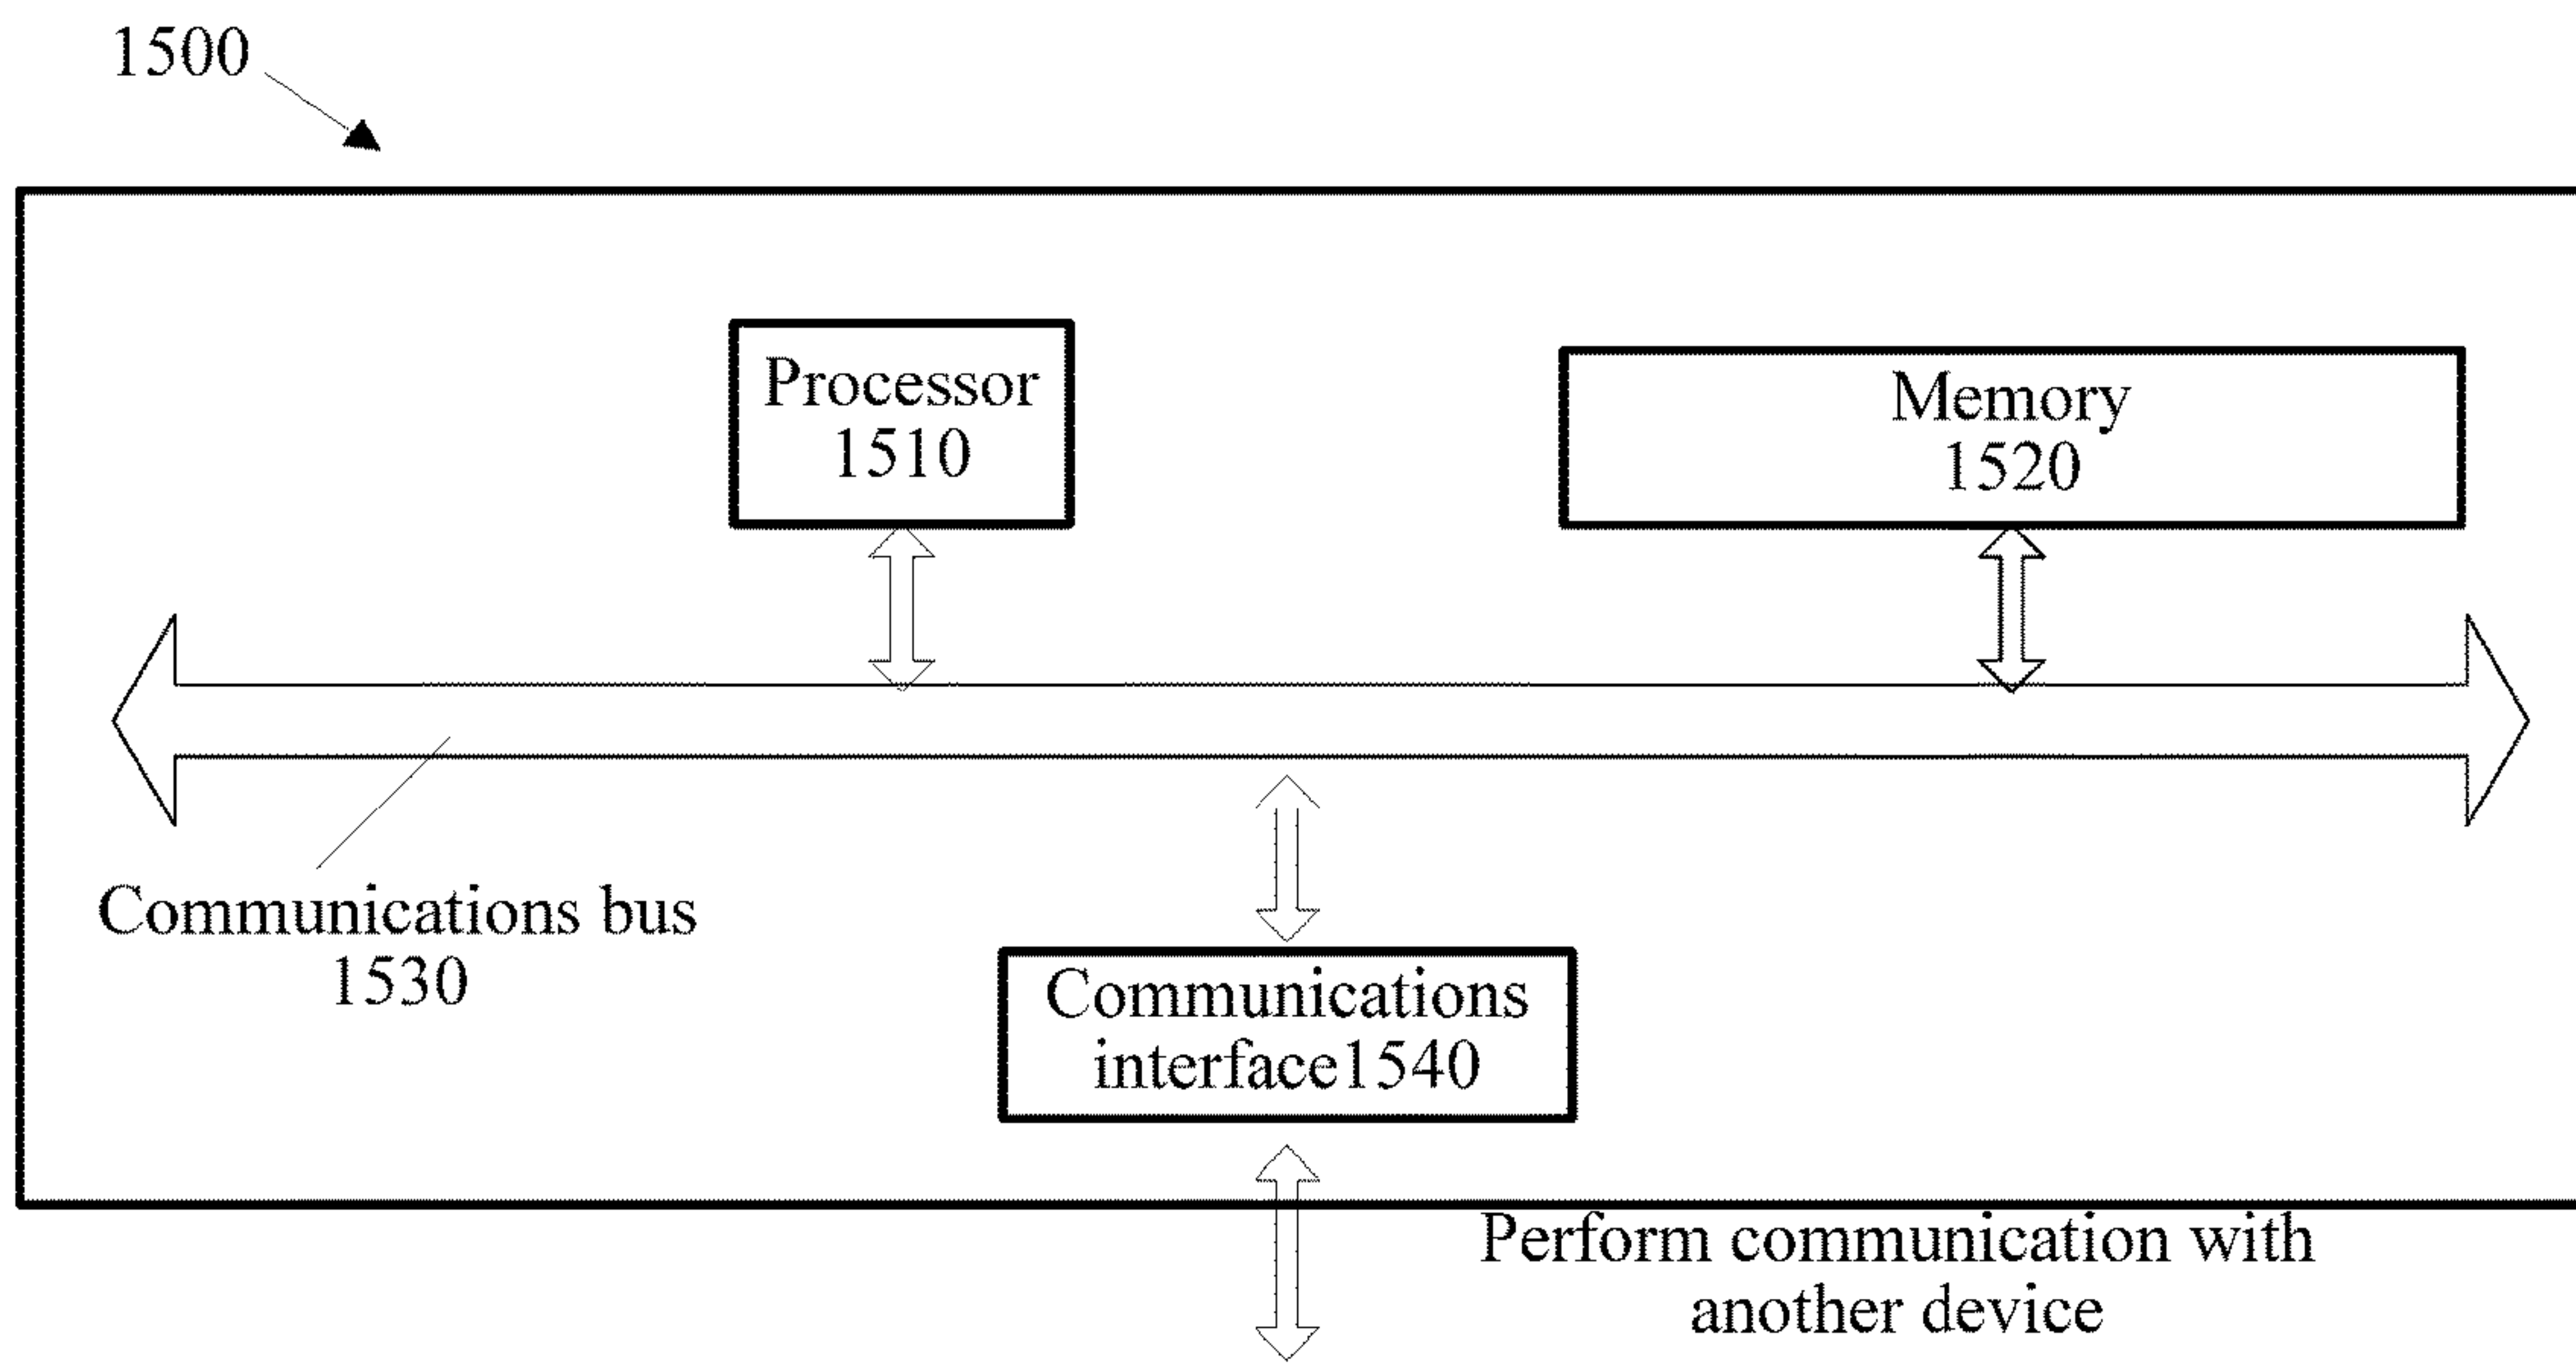 1500
Processor
1510
Memory
1520
Communications bus
1530
Communications
interface1540
Perform communication with
another device